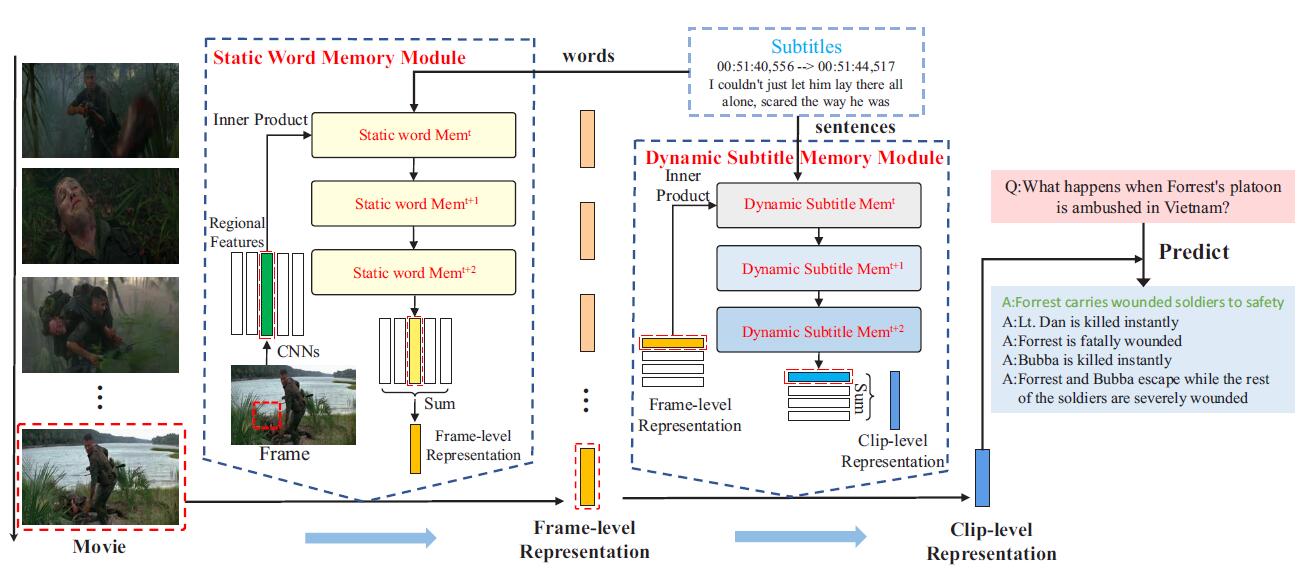 Static Word Memory Module
words
Subtitles
00:51:40,556 --> 00:51:44,517
I couldn't just let him lay there all
alone, scared the way he was
sentences
Inner Product
Static word Memᵗ
Static word Memᵗ⁺¹
Static word Memᵗ⁺²
Regional
Features
CNNs
Frame
Sum
Frame-level
Representation
Dynamic Subtitle Memory Module
Inner
Product
Dynamic Subtitle Memᵗ
Dynamic Subtitle Memᵗ⁺¹
Dynamic Subtitle Memᵗ⁺²
Frame-level
Representation
Sum
Clip-level
Representation
Q:What happens when Forrest's platoon
is ambushed in Vietnam?
Predict
A:Forrest carries wounded soldiers to safety
A:Lt. Dan is killed instantly
A:Forrest is fatally wounded
A:Bubba is killed instantly
A:Forrest and Bubba escape while the rest
of the soldiers are severely wounded
Movie
Frame-level
Representation
Clip-level
Representation